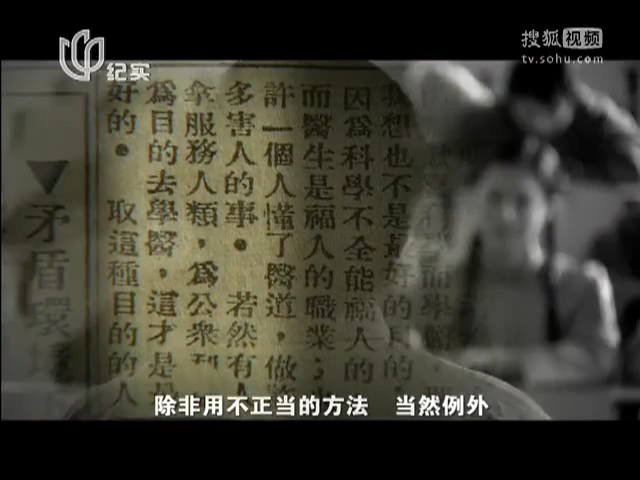 纪实
搜狐视频
tv.sohu.com
我想也不是最好的目的
因為科學不全能福人的
而醫生是福人的職業；
許一個人懂了醫道，做
多害人的事。若然有人
拿服務人類，為公衆利
為目的去學醫，這才是
好的。取這種目的的人
▼矛盾環境
除非用不正当的方法 当然例外